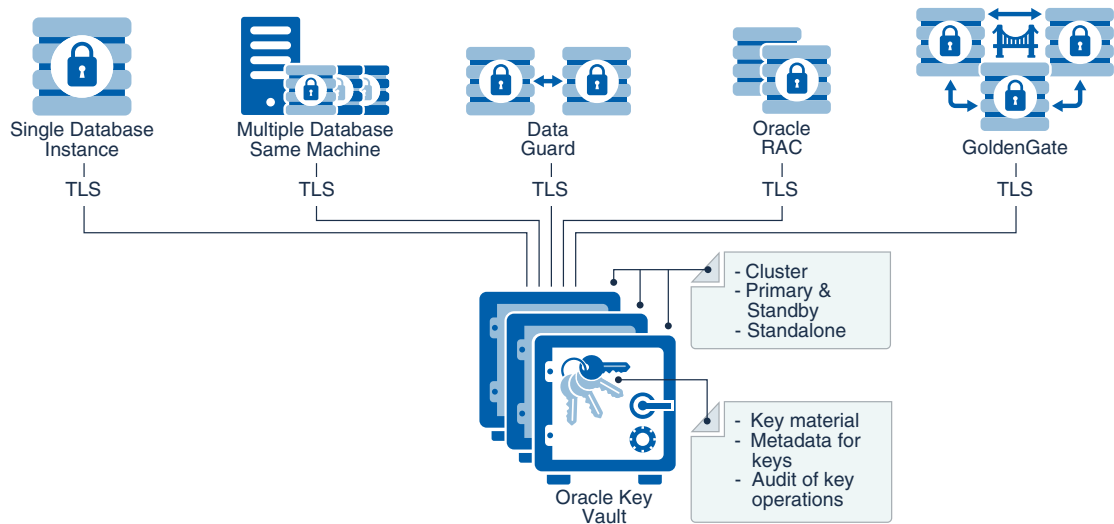 Single Database
Instance
Multiple Database
Same Machine
Data
Guard
Oracle
RAC
GoldenGate
TLS
TLS
TLS
TLS
TLS
- Cluster
- Primary &
Standby
- Standalone
- Key material
- Metadata for
keys
- Audit of key
operations
Oracle Key
Vault